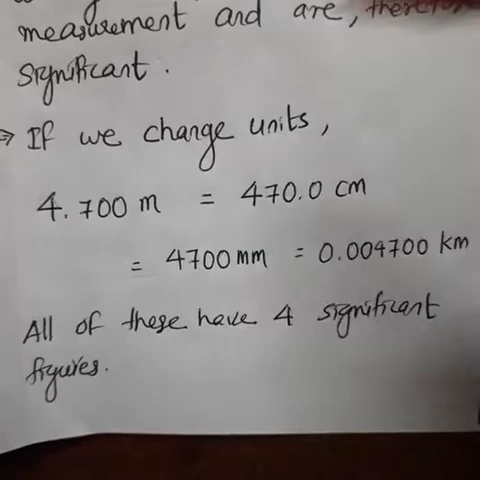 measurement and are,
significant.
⇒ If we change units,
4.700 m = 470.0 cm
= 4700 mm = 0.004700 km
All of these have 4 significant
figures.